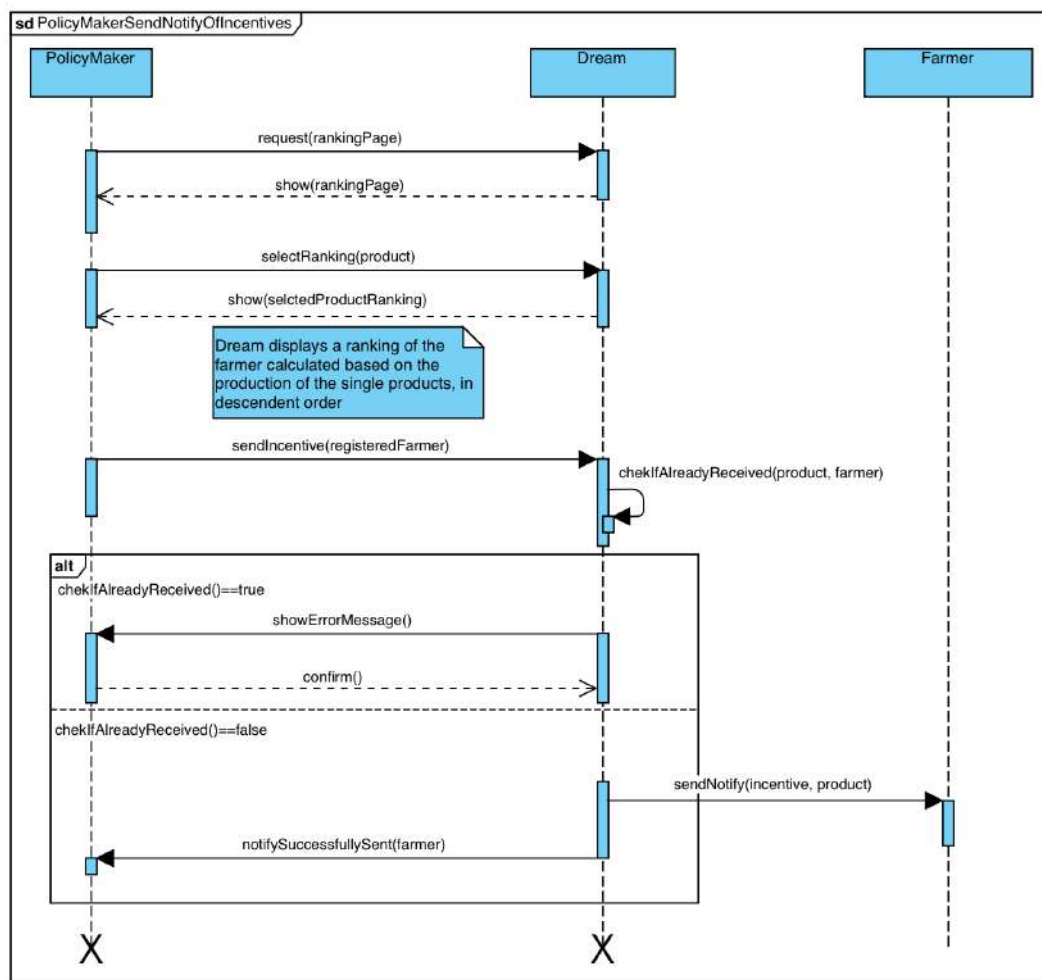 sd PolicyMakerSendNotifyOfIncentives
PolicyMaker
Dream
Farmer
request(rankingPage)
show(rankingPage)
selectRanking(product)
show(selctedProductRanking)
Dream displays a ranking of the
farmer calculated based on the
production of the single products, in
descendent order
sendIncentive(registeredFarmer)
chekIfAlreadyReceived(product, farmer)
alt
chekIfAlreadyReceived()==true
showErrorMessage()
confirm()
chekIfAlreadyReceived()==false
sendNotify(incentive, product)
notifySuccessfullySent(farmer)